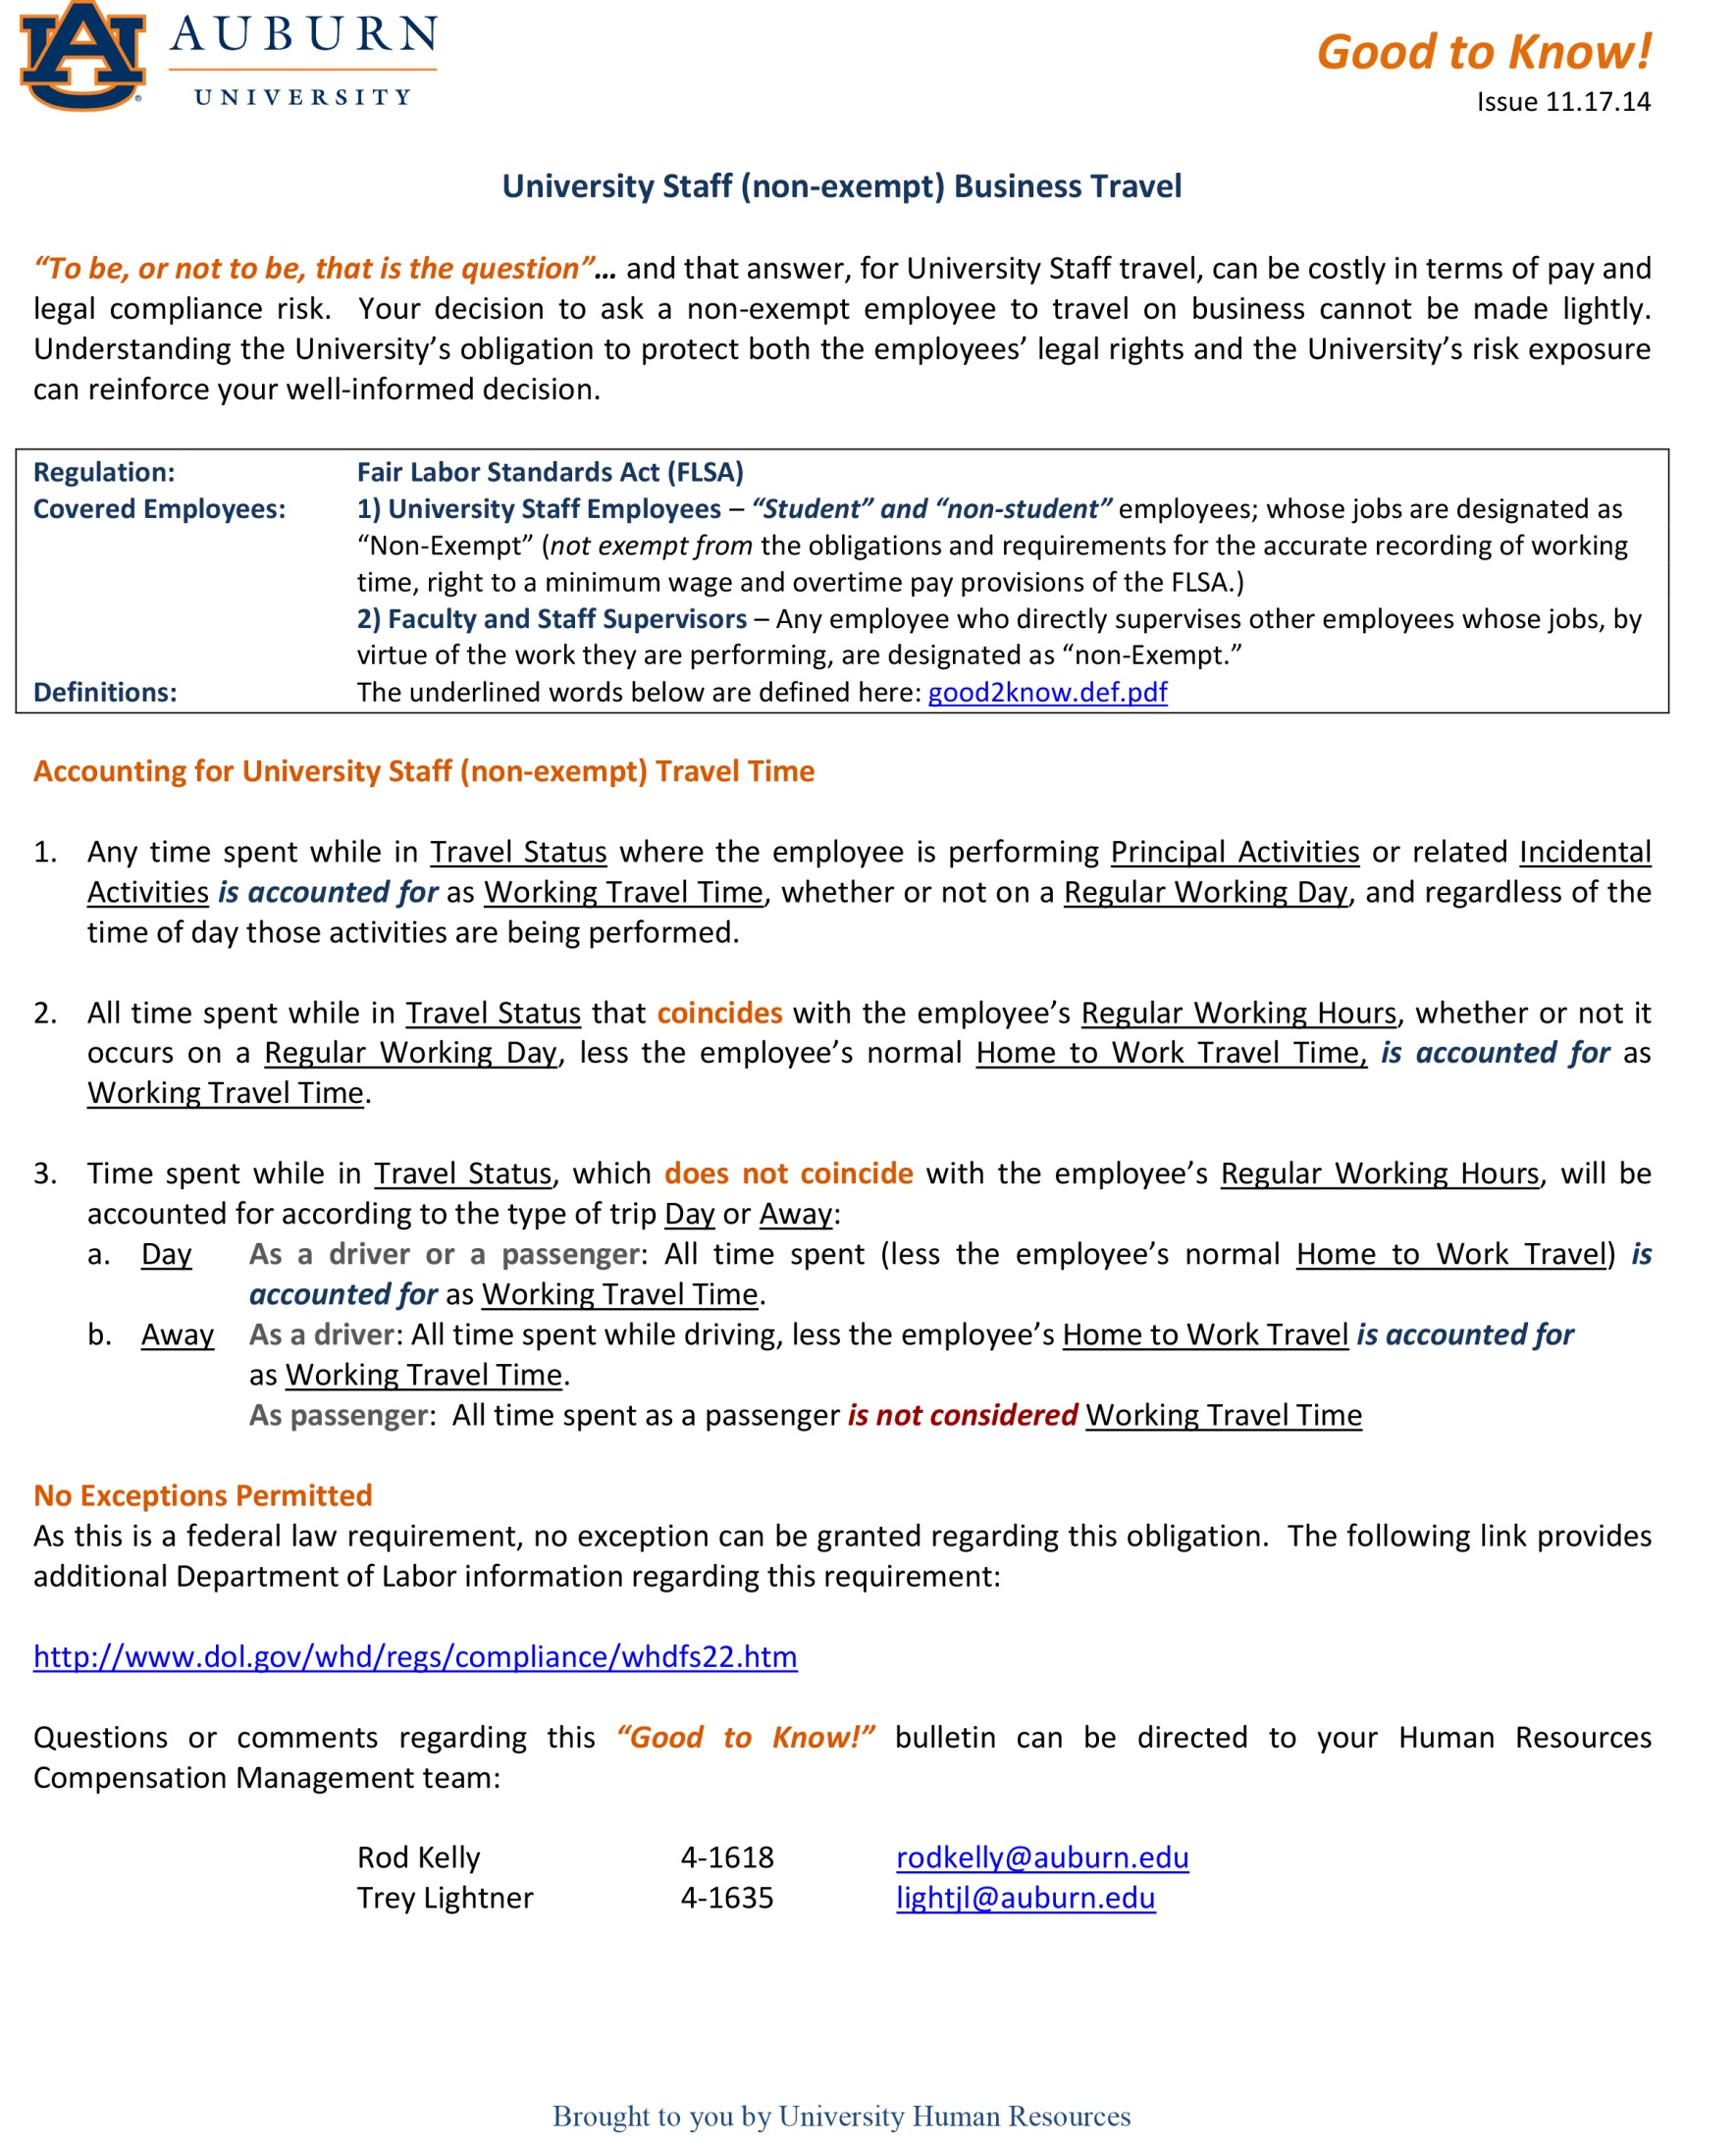 AUBURN
UNIVERSITY
Good to Know!
Issue 11.17.14
University Staff (non-exempt) Business Travel
“To be, or not to be, that is the question”… and that answer, for University Staff travel, can be costly in terms of pay and
legal compliance risk. Your decision to ask a non-exempt employee to travel on business cannot be made lightly.
Understanding the University’s obligation to protect both the employees’ legal rights and the University’s risk exposure
can reinforce your well-informed decision.
Regulation: Fair Labor Standards Act (FLSA)
Covered Employees: 1) University Staff Employees – “Student” and “non-student” employees; whose jobs are designated as
“Non-Exempt” (not exempt from the obligations and requirements for the accurate recording of working
time, right to a minimum wage and overtime pay provisions of the FLSA.)
2) Faculty and Staff Supervisors – Any employee who directly supervises other employees whose jobs, by
virtue of the work they are performing, are designated as “non-Exempt.”
Definitions: The underlined words below are defined here: good2know.def.pdf
Accounting for University Staff (non-exempt) Travel Time
1. Any time spent while in Travel Status where the employee is performing Principal Activities or related Incidental
Activities is accounted for as Working Travel Time, whether or not on a Regular Working Day, and regardless of the
time of day those activities are being performed.
2. All time spent while in Travel Status that coincides with the employee’s Regular Working Hours, whether or not it
occurs on a Regular Working Day, less the employee’s normal Home to Work Travel Time, is accounted for as
Working Travel Time.
3. Time spent while in Travel Status, which does not coincide with the employee’s Regular Working Hours, will be
accounted for according to the type of trip Day or Away:
a. Day As a driver or a passenger: All time spent (less the employee’s normal Home to Work Travel) is
accounted for as Working Travel Time.
b. Away As a driver: All time spent while driving, less the employee’s Home to Work Travel is accounted for
as Working Travel Time.
As passenger: All time spent as a passenger is not considered Working Travel Time
No Exceptions Permitted
As this is a federal law requirement, no exception can be granted regarding this obligation. The following link provides
additional Department of Labor information regarding this requirement:
http://www.dol.gov/whd/regs/compliance/whdfs22.htm
Questions or comments regarding this “Good to Know!” bulletin can be directed to your Human Resources
Compensation Management team:
Rod Kelly 4-1618 rodkelly@auburn.edu
Trey Lightner 4-1635 lightjl@auburn.edu
Brought to you by University Human Resources